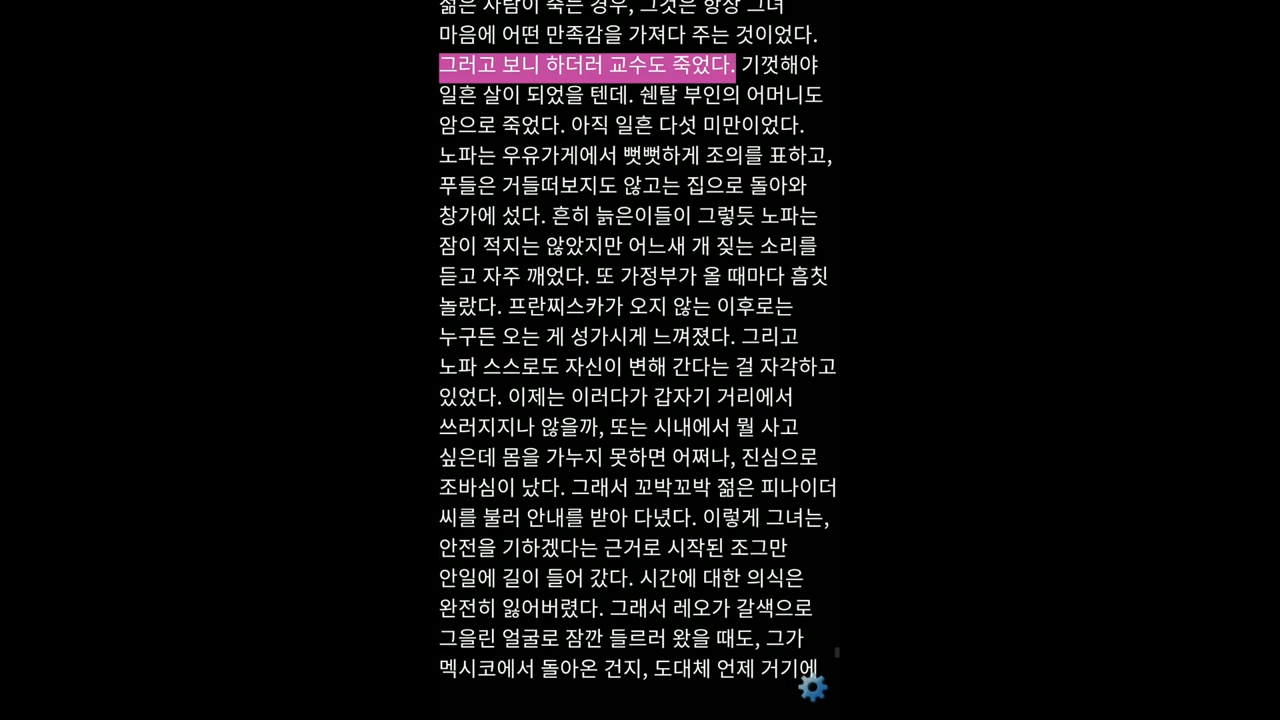 젊은 사람이 죽는 경우, 그것은 항상 그녀
마음에 어떤 만족감을 가져다 주는 것이었다.
그러고 보니 하더러 교수도 죽었다. 기껏해야
일흔 살이 되었을 텐데. 쉔탈 부인의 어머니도
암으로 죽었다. 아직 일흔 다섯 미만이었다.
노파는 우유가게에서 뻣뻣하게 조의를 표하고,
푸들은 거들떠보지도 않고는 집으로 돌아와
창가에 섰다. 흔히 늙은이들이 그렇듯 노파는
잠이 적지는 않았지만 어느새 개 짖는 소리를
듣고 자주 깨었다. 또 가정부가 올 때마다 흠칫
놀랐다. 프란찌스카가 오지 않는 이후로는
누구든 오는 게 성가시게 느껴졌다. 그리고
노파 스스로도 자신이 변해 간다는 걸 자각하고
있었다. 이제는 이러다가 갑자기 거리에서
쓰러지지나 않을까, 또는 시내에서 뭘 사고
싶은데 몸을 가누지 못하면 어쩌나, 진심으로
조바심이 났다. 그래서 꼬박꼬박 젊은 피나이더
씨를 불러 안내를 받아 다녔다. 이렇게 그녀는,
안전을 기하겠다는 근거로 시작된 조그만
안일에 길이 들어 갔다. 시간에 대한 의식은
완전히 잃어버렸다. 그래서 레오가 갈색으로
그을린 얼굴로 잠깐 들르러 왔을 때도, 그가
멕시코에서 돌아온 건지, 도대체 언제 거기에